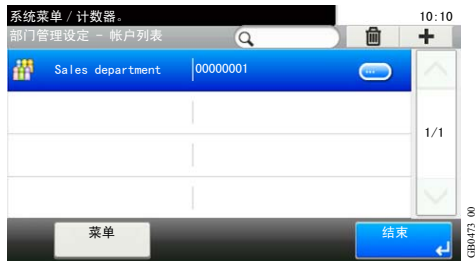 系统菜单 / 计数器。
10:10
部门管理设定 - 帐户列表
Sales department 00000001
1/1
菜单
结束
GB0473_00